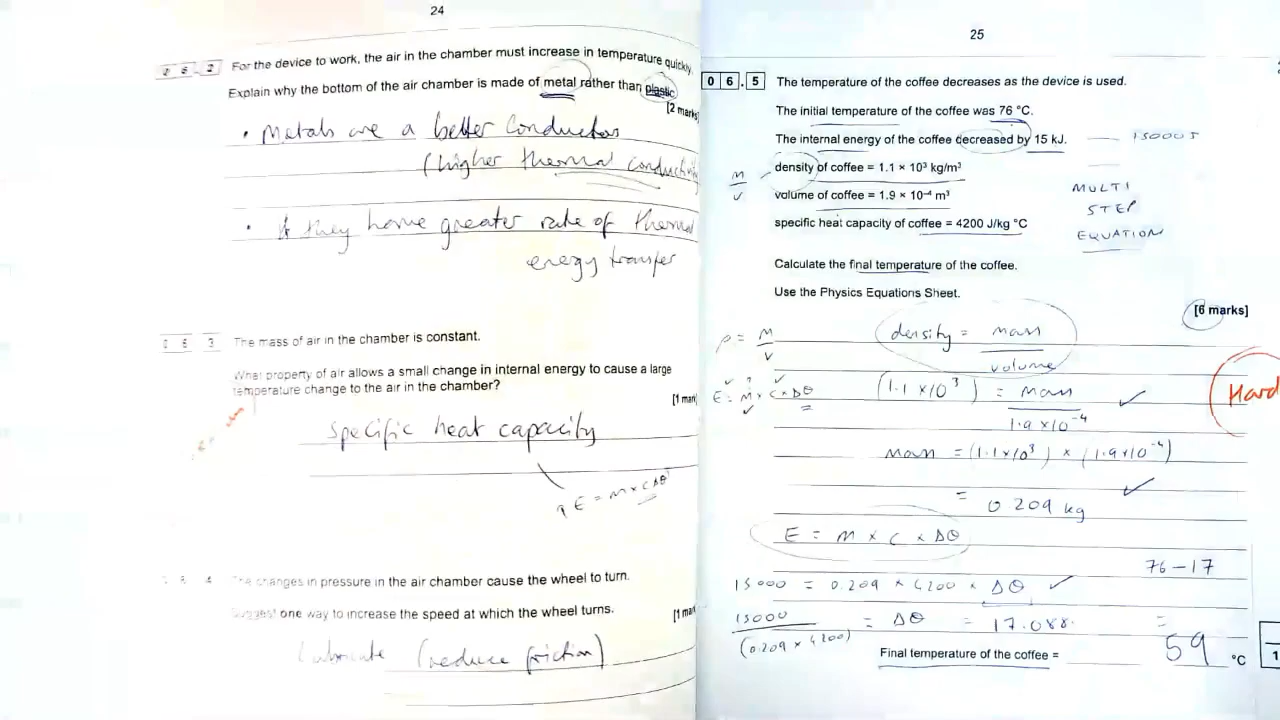 24
0 6 . 2 For the device to work, the air in the chamber must increase in temperature quickly.
Explain why the bottom of the air chamber is made of metal rather than plastic
[2 marks]
• Metals are a better conductors
(higher thermal conductivity
• they have greater rate of thermal
energy transfer
6 3 The mass of air in the chamber is constant.
What property of air allows a small change in internal energy to cause a large
temperature change to the air in the chamber?
[1 mark]
specific heat capacity
E = M × C Δθ
6 4 The changes in pressure in the air chamber cause the wheel to turn.
Suggest one way to increase the speed at which the wheel turns.
[1 mark
Lubricate (reduce friction)
25
0 6 . 5 The temperature of the coffee decreases as the device is used.
The initial temperature of the coffee was 76 °C.
The internal energy of the coffee decreased by 15 kJ. — 15000J
density of coffee = 1.1 × 10³ kg/m³
M
V
volume of coffee = 1.9 × 10⁻⁴ m³
MULTI
STEP
EQUATION
specific heat capacity of coffee = 4200 J/kg °C
Calculate the final temperature of the coffee.
Use the Physics Equations Sheet.
[6 marks]
ρ = M
V
density = mass
volume
E = M × C × Δθ
(1.1 × 10³) = mass
1.9 × 10⁻⁴
Hard
mass = (1.1 × 10³) × (1.9 × 10⁻⁴)
= 0.209 kg
E = M × C × Δθ
76 – 17
15000 = 0.209 × 4200 × Δθ
15000 = Δθ = 17.088.
(0.209 × 4200)
=
Final temperature of the coffee = 59 °C
1